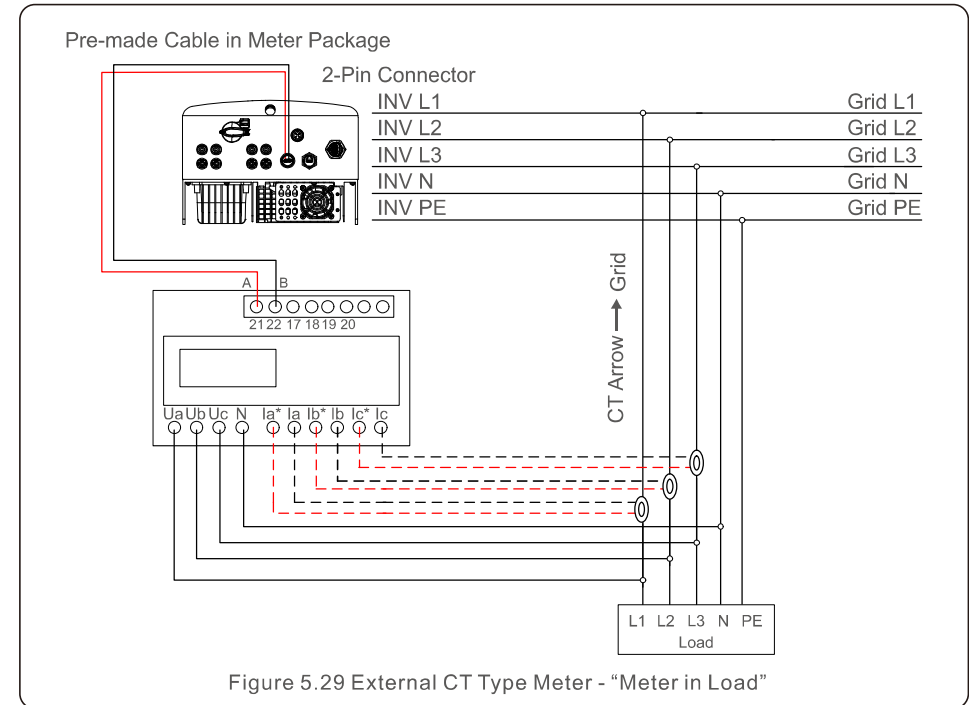 Pre-made Cable in Meter Package
2-Pin Connector
INV L1 Grid L1
INV L2 Grid L2
INV L3 Grid L3
INV N Grid N
INV PE Grid PE
CT Arrow → Grid
A B
21 22 17 18 19 20
Ua Ub Uc N Ia* Ia Ib* Ib Ic* Ic
L1 L2 L3 N PE
Load
Figure 5.29 External CT Type Meter - “Meter in Load”